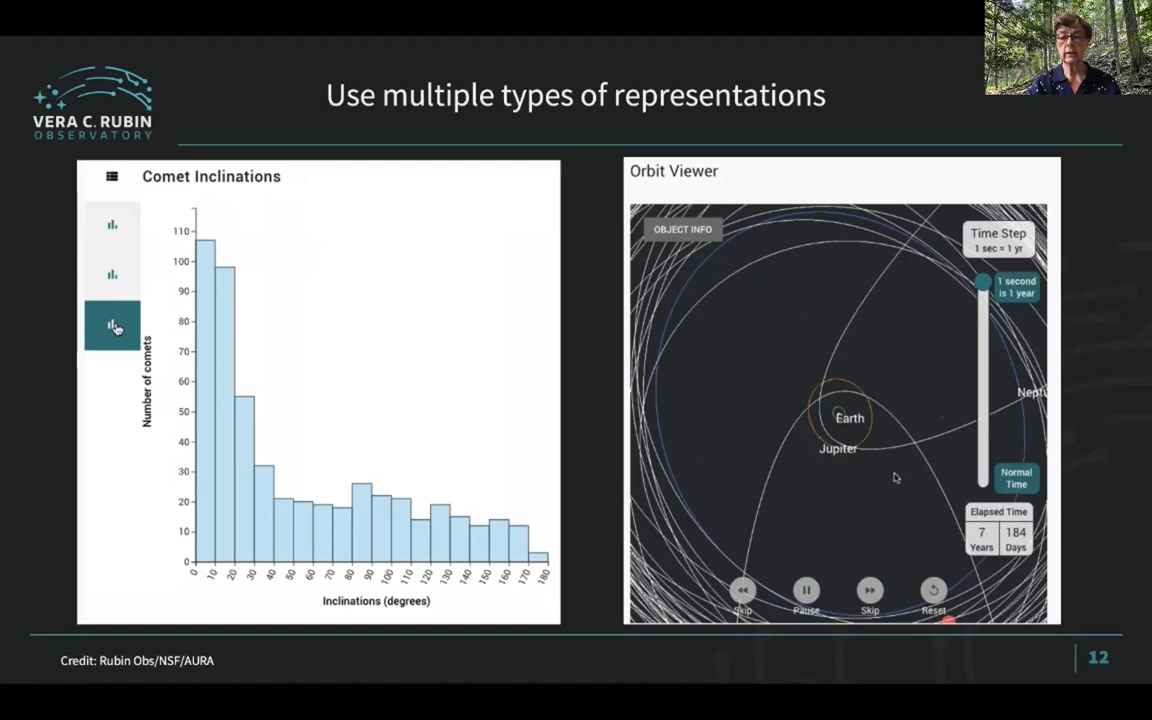 Use multiple types of representations
VERA C. RUBIN
OBSERVATORY
Comet Inclinations
110
100
90
80
70
60
50
40
30
20
10
0
Number of comets
0 10 20 30 40 50 60 70 80 90 100 110 120 130 140 150 160 170 180
Inclinations (degrees)
Orbit Viewer
OBJECT INFO
Time Step
1 sec = 1 yr
1 second
is 1 year
Neptu
Earth
Jupiter
Normal
Time
Elapsed Time
7 184
Years Days
Skip Pause Skip Reset
Credit: Rubin Obs/NSF/AURA
12